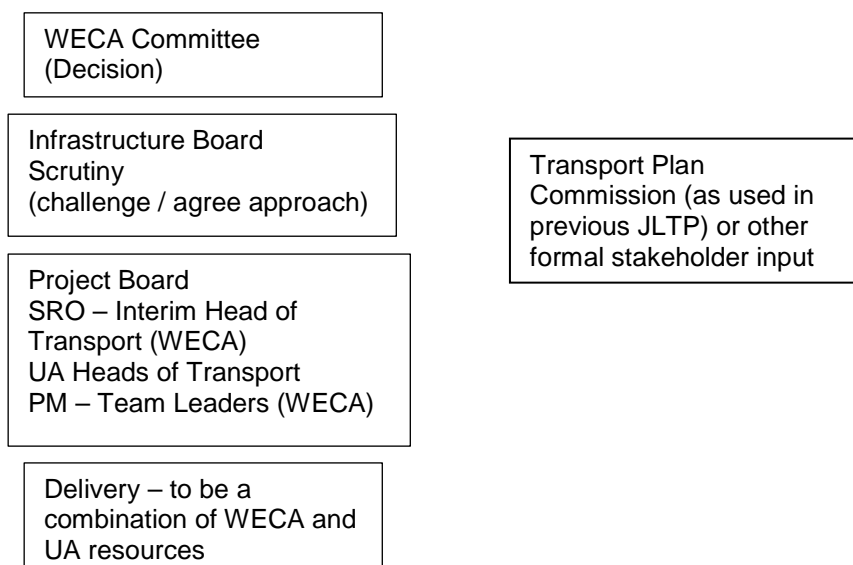 WECA Committee
(Decision)
Infrastructure Board
Scrutiny
(challenge / agree approach)
Transport Plan
Commission (as used in
previous JLTP) or other
formal stakeholder input
Project Board
SRO – Interim Head of
Transport (WECA)
UA Heads of Transport
PM – Team Leaders (WECA)
Delivery – to be a
combination of WECA and
UA resources